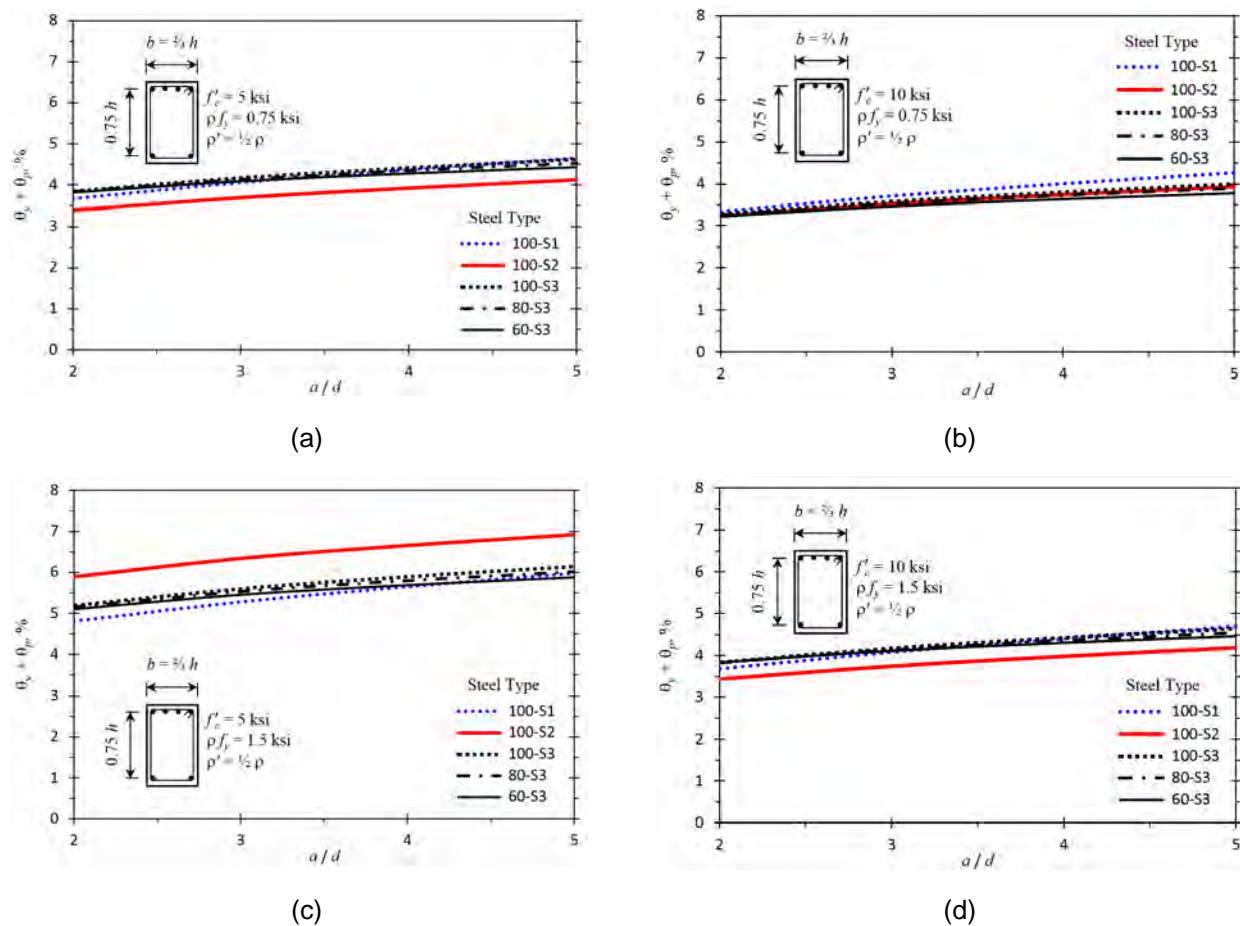 8
7
6
5
4
3
2
1
0
θy + θp, %
b = ⅔ h
0.75 h
f′c = 5 ksi
ρ fy = 0.75 ksi
ρ′ = ½ ρ
Steel Type
100-S1
100-S2
100-S3
80-S3
60-S3
2 3 4 5
a / d
(a)
8
7
6
5
4
3
2
1
0
θy + θp, %
b = ⅔ h
0.75 h
f′c = 10 ksi
ρ fy = 0.75 ksi
ρ′ = ½ ρ
Steel Type
100-S1
100-S2
100-S3
80-S3
60-S3
2 3 4 5
a / d
(b)
8
7
6
5
4
3
2
1
0
θy + θp, %
b = ⅔ h
0.75 h
f′c = 5 ksi
ρ fy = 1.5 ksi
ρ′ = ½ ρ
Steel Type
100-S1
100-S2
100-S3
80-S3
60-S3
2 3 4 5
a / d
(c)
8
7
6
5
4
3
2
1
0
θy + θp, %
b = ⅔ h
0.75 h
f′c = 10 ksi
ρ fy = 1.5 ksi
ρ′ = ½ ρ
Steel Type
100-S1
100-S2
100-S3
80-S3
60-S3
2 3 4 5
a / d
(d)